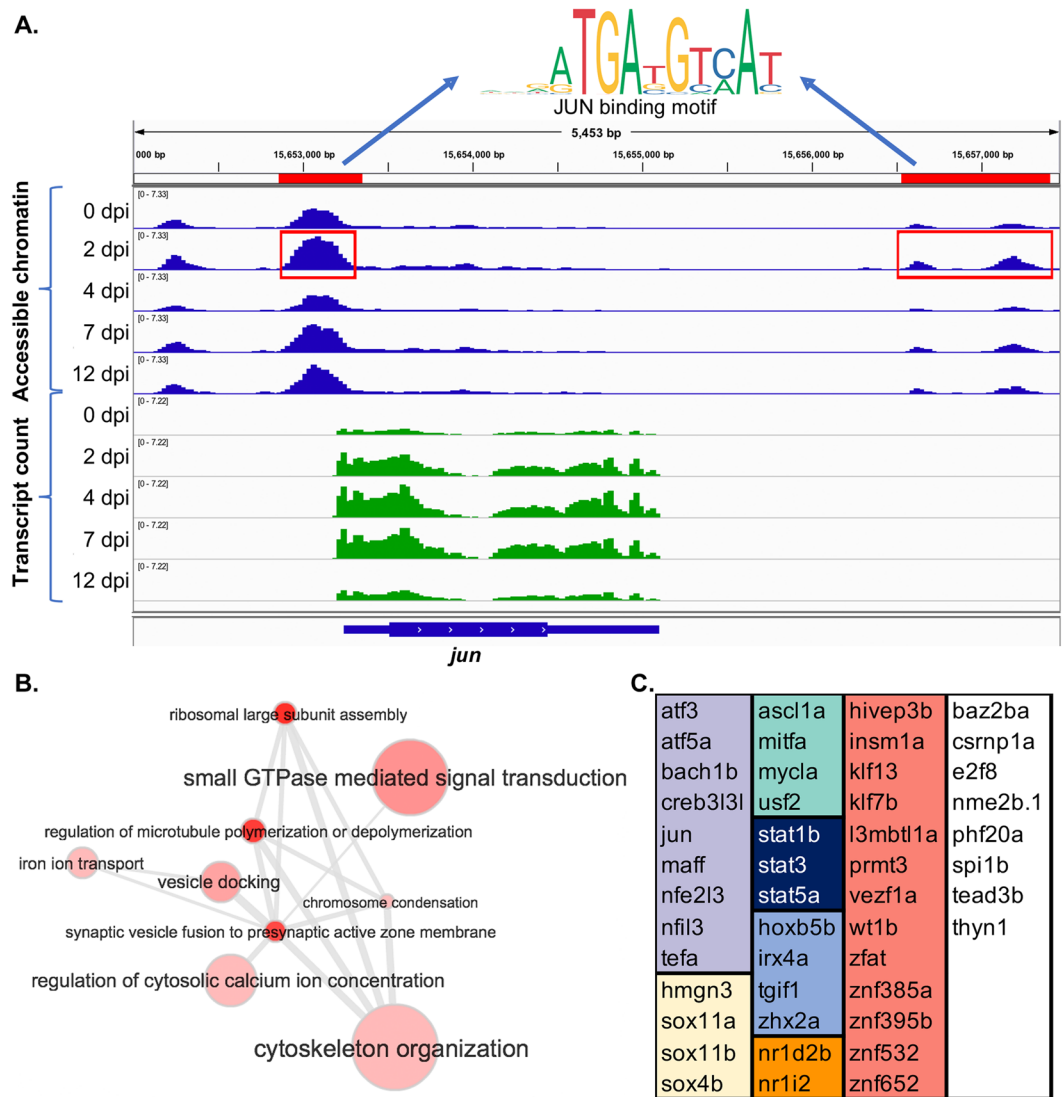 A.
ATGATGTCAT
JUN binding motif
5,453 bp
000 bp
15,653,000 bp
15,654,000 bp
15,655,000 bp
15,656,000 bp
15,657,000 bp
Accessible chromatin
0 dpi
[0 - 7.33]
2 dpi
[0 - 7.33]
4 dpi
[0 - 7.33]
7 dpi
[0 - 7.33]
12 dpi
[0 - 7.33]
Transcript count
0 dpi
[0 - 7.22]
2 dpi
[0 - 7.22]
4 dpi
[0 - 7.22]
7 dpi
[0 - 7.22]
12 dpi
[0 - 7.22]
jun
B.
ribosomal large subunit assembly
small GTPase mediated signal transduction
regulation of microtubule polymerization or depolymerization
iron ion transport
vesicle docking
chromosome condensation
synaptic vesicle fusion to presynaptic active zone membrane
regulation of cytosolic calcium ion concentration
cytoskeleton organization
C.
atf3
atf5a
bach1b
creb3l3l
jun
maff
nfe2l3
nfil3
tefa
hmgn3
sox11a
sox11b
sox4b
ascl1a
mitfa
mycla
usf2
stat1b
stat3
stat5a
hoxb5b
irx4a
tgif1
zhx2a
nr1d2b
nr1i2
hivep3b
insm1a
klf13
klf7b
l3mbtl1a
prmt3
vezf1a
wt1b
zfat
znf385a
znf395b
znf532
znf652
baz2ba
csrnp1a
e2f8
nme2b.1
phf20a
spi1b
tead3b
thyn1